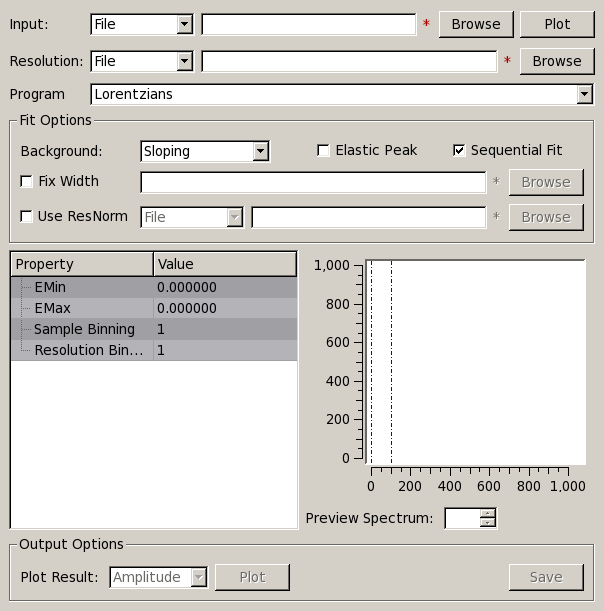 Input: File * Browse Plot
Resolution: File * Browse
Program Lorentzians
Fit Options
Background: Sloping Elastic Peak Sequential Fit
Fix Width * Browse
Use ResNorm File * Browse
Property Value
EMin 0.000000
EMax 0.000000
Sample Binning 1
Resolution Bin... 1
1,000
800
600
400
200
0
0 200 400 600 800 1,000
Preview Spectrum:
Output Options
Plot Result: Amplitude Plot Save